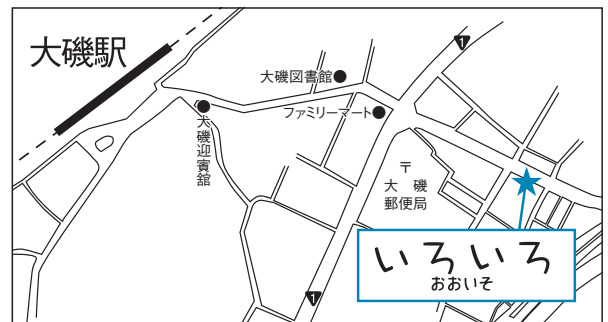 大磯駅
1
大磯図書館
ファミリーマート
大磯迎賓館
〒
大磯
郵便局
いろいろ
おおいそ
1